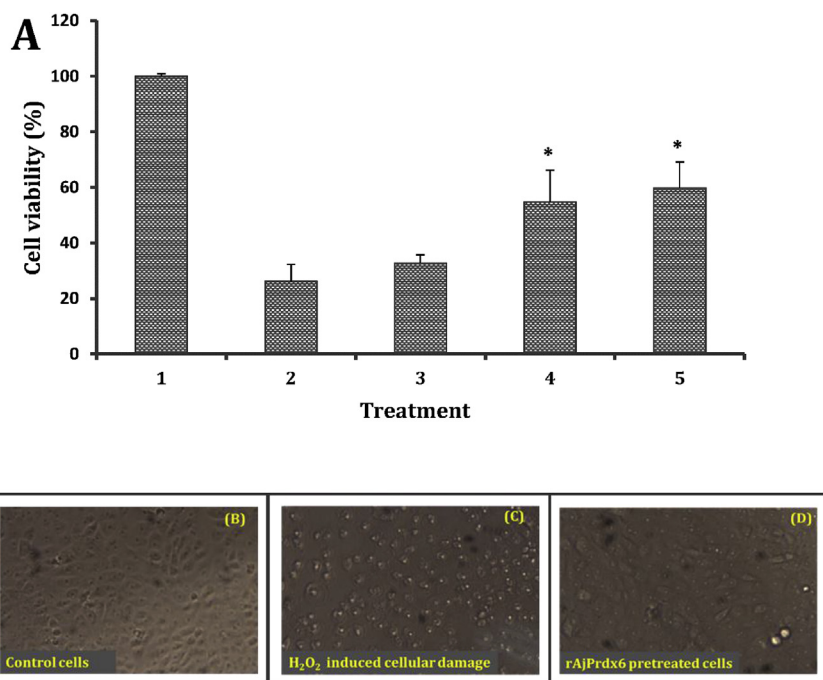 A
120
100
80
60
40
20
0
Cell viability (%)
* *
1 2 3 4 5
Treatment
(B) (C) (D)
Control cells
H₂O₂ induced cellular damage
rAjPrdx6 pretreated cells